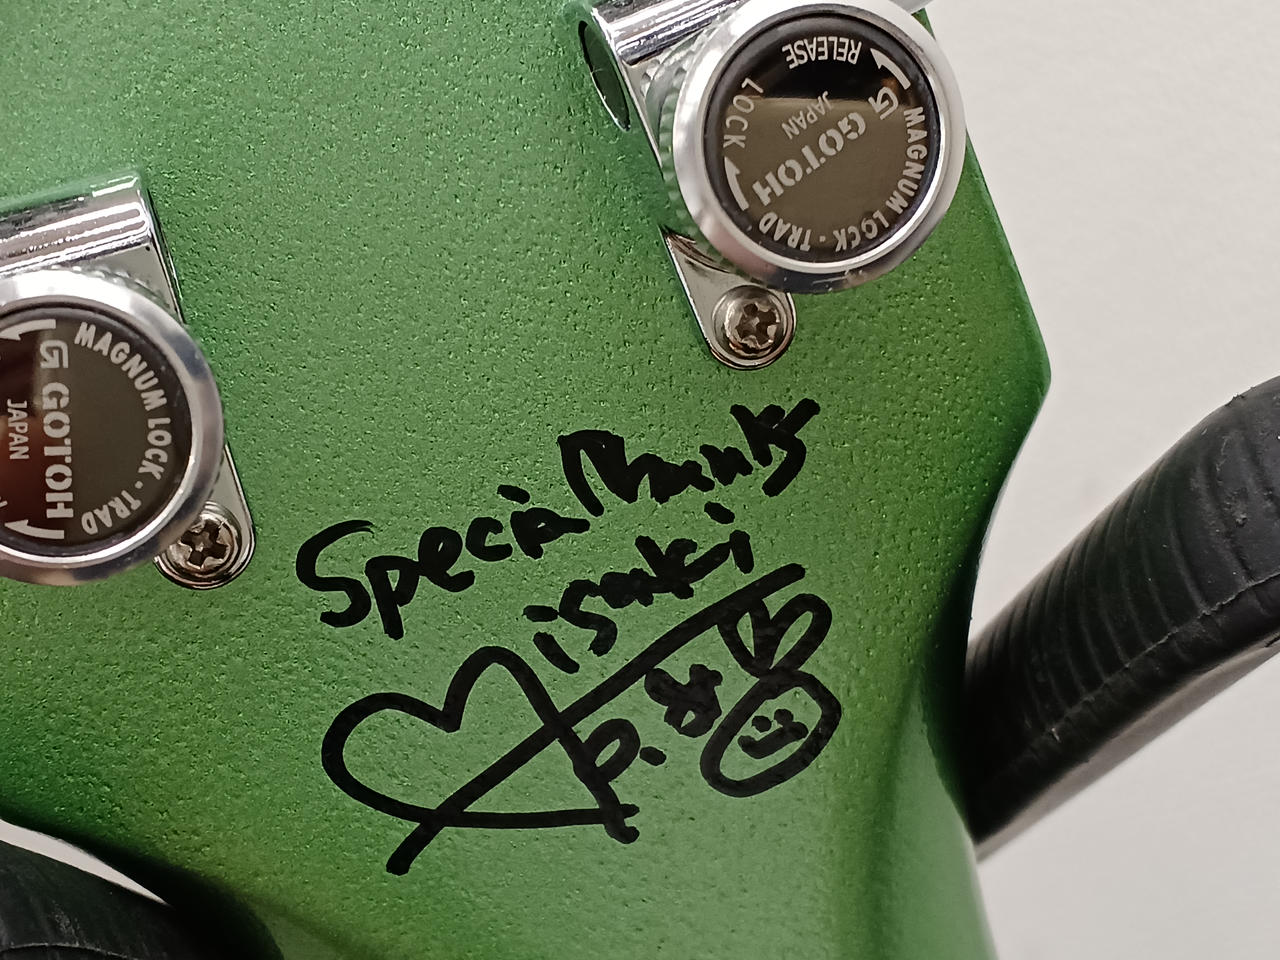 RELEASE
LOCK
GOTOH
JAPAN
MAGNUM LOCK · TRAD
MAGNUM LOCK · TRAD
GOTOH
JAPAN
Special Thanks
misaki